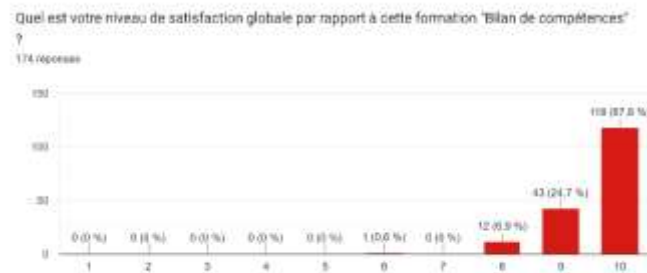 Quel est votre niveau de satisfaction globale par rapport à cette formation "Bilan de compétences"
?
174 réponses
150
100
50
0
0 (0 %)
0 (0 %)
0 (0 %)
0 (0 %)
0 (0 %)
1 (0,6 %)
0 (0 %)
12 (6,9 %)
43 (24,7 %)
118 (67,8 %
1
2
3
4
5
6
7
8
9
10